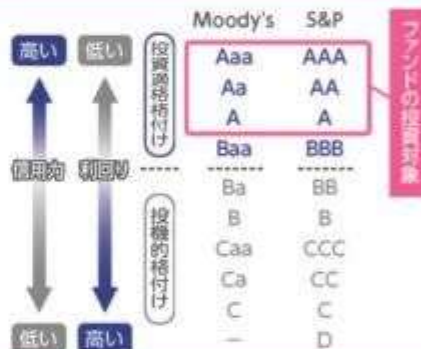 Moody's S&P
高い 低い
信用力 利回り
低い 高い
投資適格格付け
投機的格付け
Aaa AAA
Aa AA
A A
Baa BBB
Ba BB
B B
Caa CCC
Ca CC
C C
— D
ファンドの投資対象